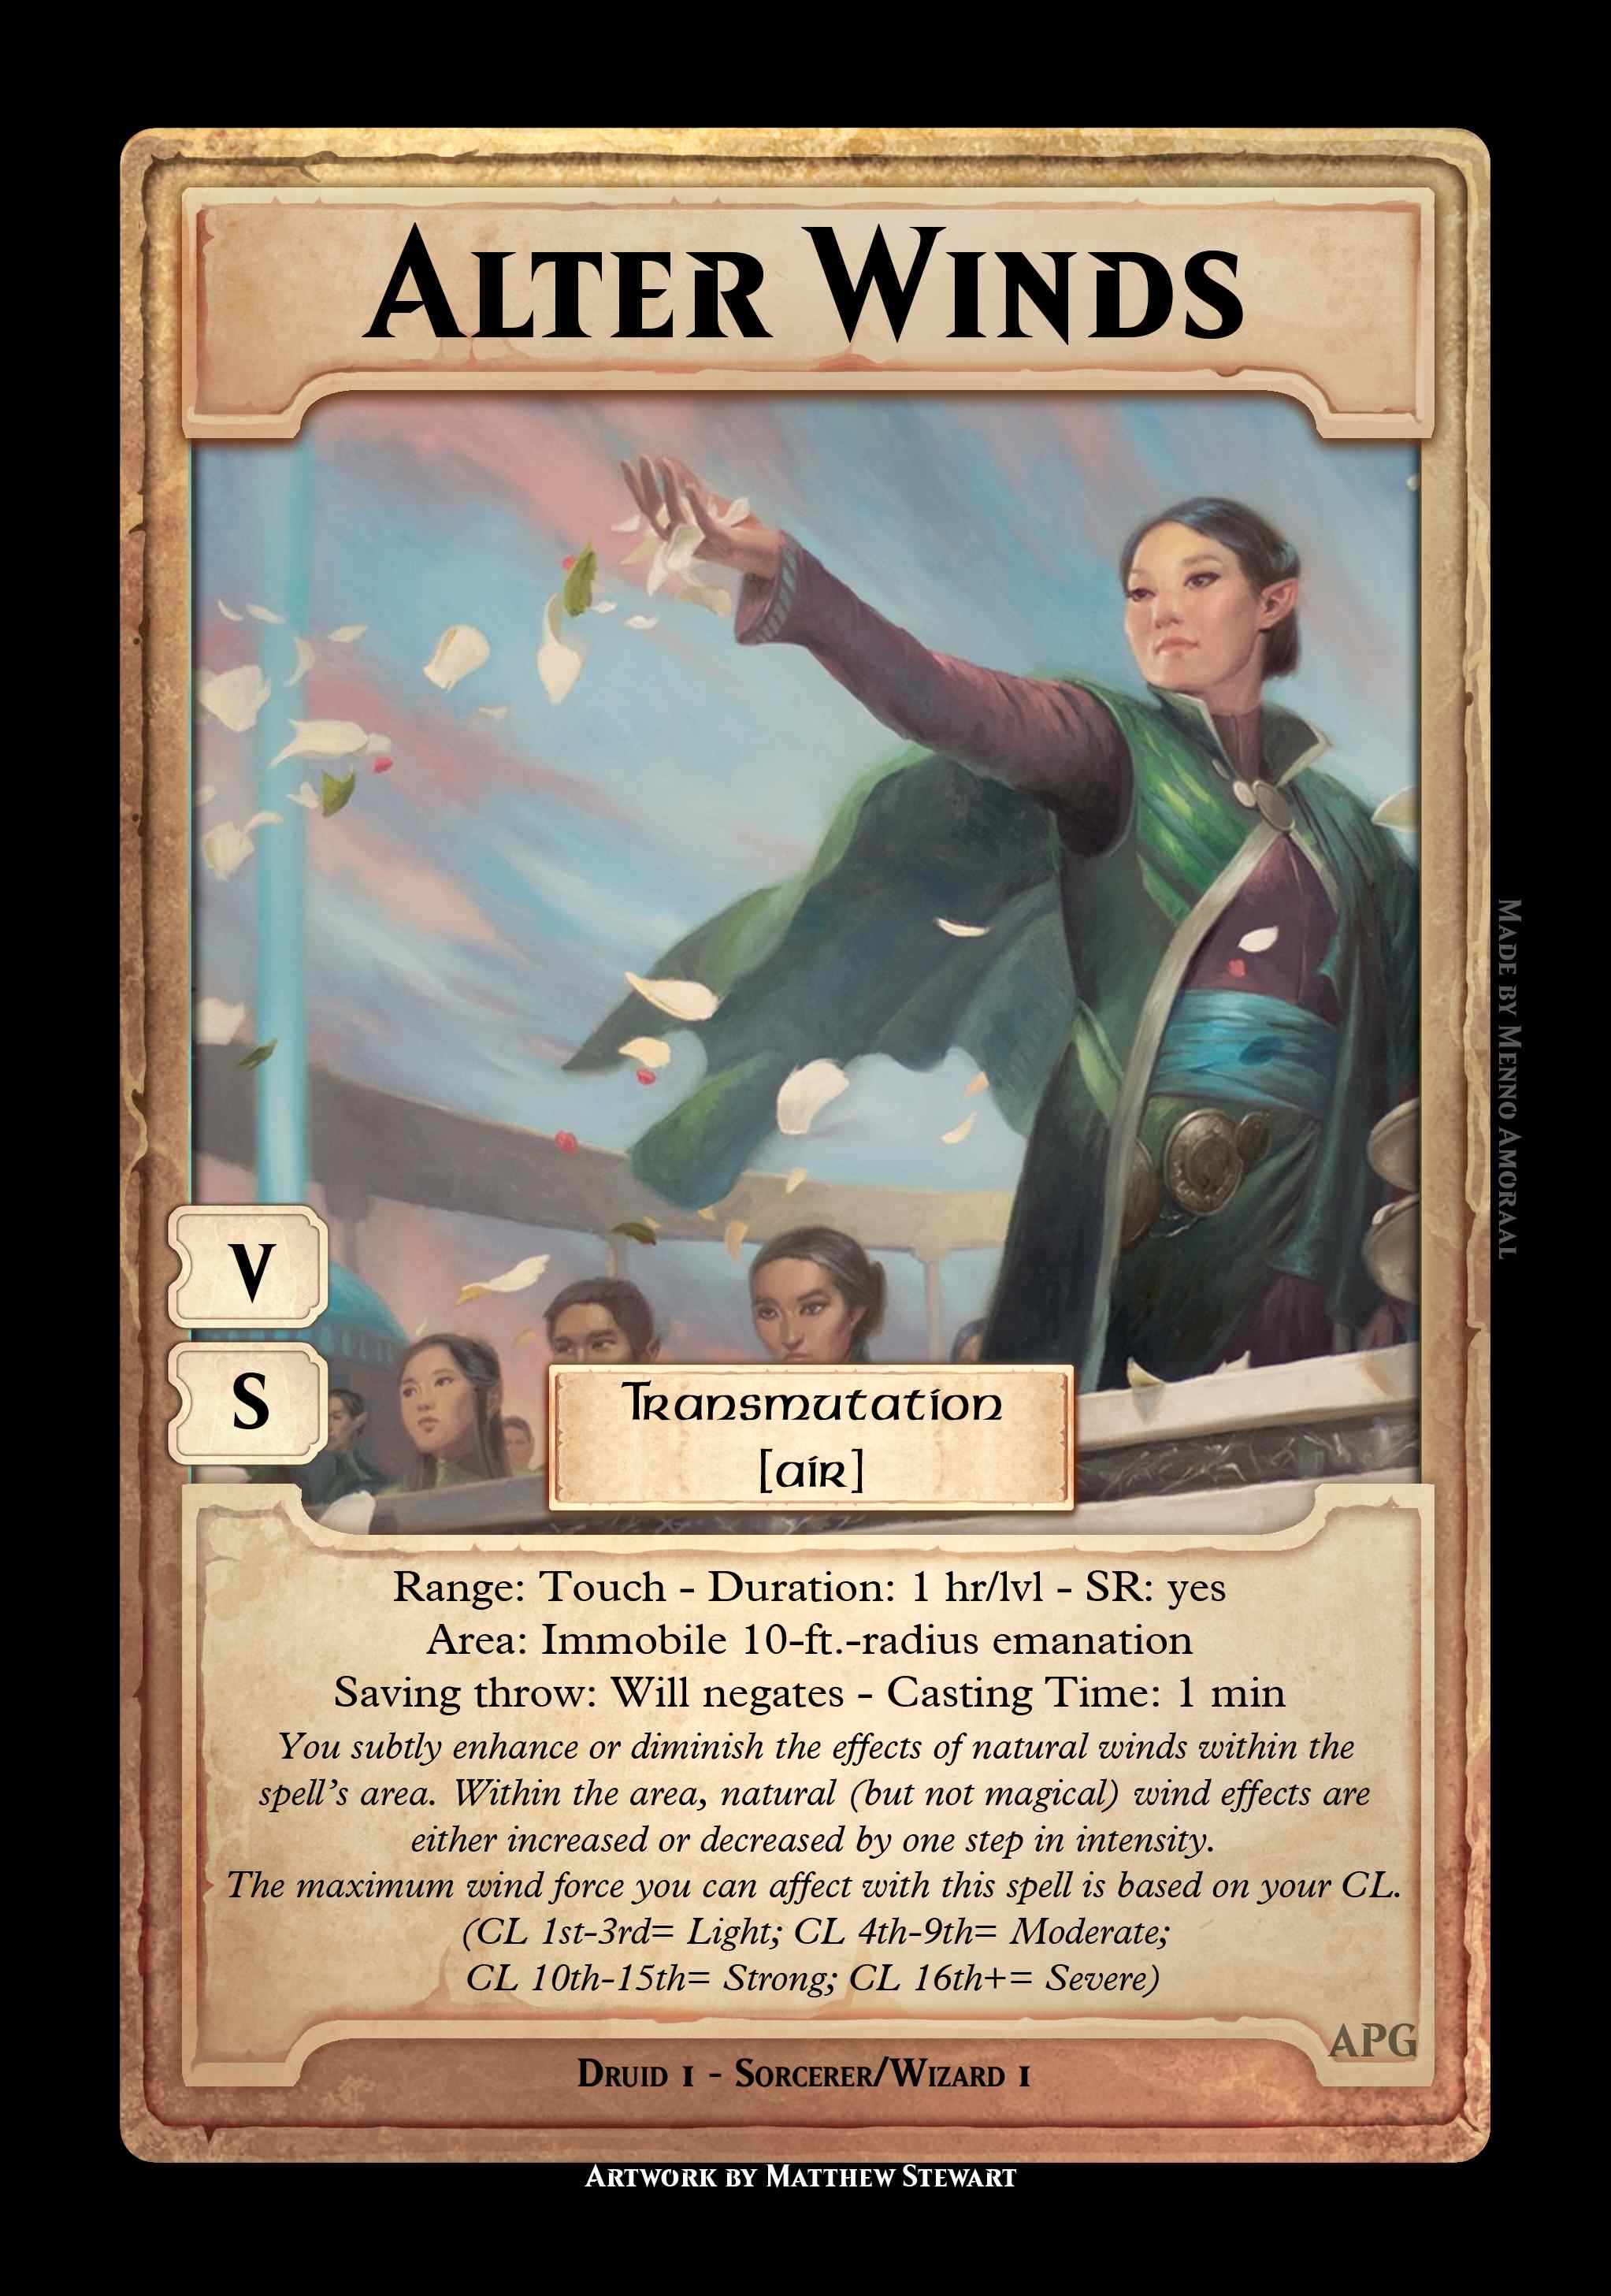 Alter Winds
V
S
Transmutation
[air]
Range: Touch - Duration: 1 hr/lvl - SR: yes
Area: Immobile 10-ft.-radius emanation
Saving throw: Will negates - Casting Time: 1 min
You subtly enhance or diminish the effects of natural winds within the
spell's area. Within the area, natural (but not magical) wind effects are
either increased or decreased by one step in intensity.
The maximum wind force you can affect with this spell is based on your CL.
(CL 1st-3rd= Light; CL 4th-9th= Moderate;
CL 10th-15th= Strong; CL 16th+= Severe)
APG
Druid 1 - Sorcerer/Wizard 1
Artwork by Matthew Stewart
Made by Menno Amoraal